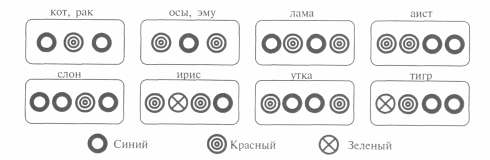 кот, рак осы, эму лама аист
слон ирис утка тигр
Синий Красный Зеленый